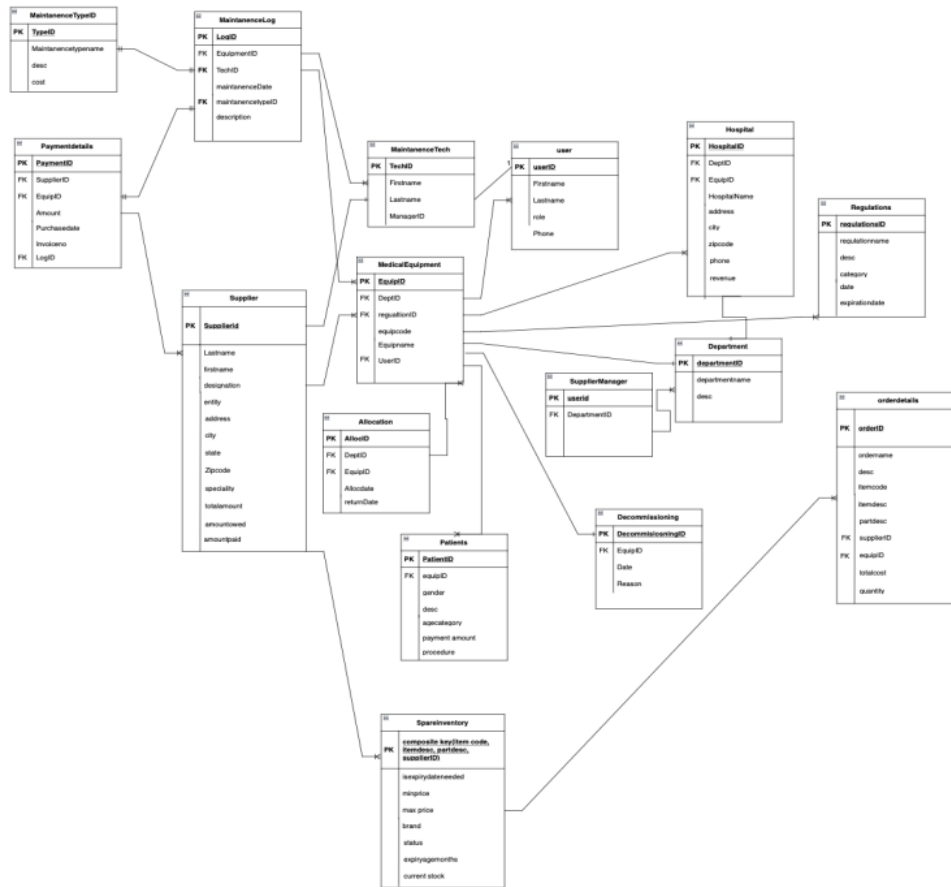 MaintanenceTypeID
PK TypeID
Maintanencetypename
desc
cost
MaintanenceLog
PK LogID
FK EquipmentID
FK TechID
maintanenceDate
FK maintanencetypeID
description
Paymentdetails
PK PaymentID
FK SupplierID
FK EquipID
Amount
Purchasedate
Invoiceno
FK LogID
MaintanenceTech
PK TechID
Firstname
Lastname
ManagerID
user
PK userID
Firstname
Lastname
role
Phone
1
Hospital
PK HospitalID
FK DeptID
FK EquipID
HospitalName
address
city
zipcode
phone
revenue
Regulations
PK regulationsID
regulationname
desc
category
date
expirationdate
MedicalEquipment
PK EquipID
FK DeptID
FK regualtionID
equipcode
Equipname
FK UserID
Supplier
PK Supplierid
Lastname
firstname
designation
entity
address
city
state
Zipcode
speciality
totalamount
amountowed
amountpaid
Department
PK departmentID
departmentname
desc
SupplierManager
PK userid
FK DepartmentID
orderdetails
PK orderID
ordername
desc
itemcode
itemdesc
partdesc
FK supplierID
FK equipID
totalcost
quantity
Allocation
PK AllocID
FK DeptID
FK EquipID
Allocdate
returnDate
Decommissioning
PK DecommisioningID
FK EquipID
Date
Reason
Patients
PK PatientID
FK equipID
gender
desc
agecategory
payment amount
procedure
Spareinventory
PK composite key(item code,
itemdesc, partdesc,
supplierID)
isexpirydateneeded
minprice
max price
brand
status
expiryagemonths
current stock